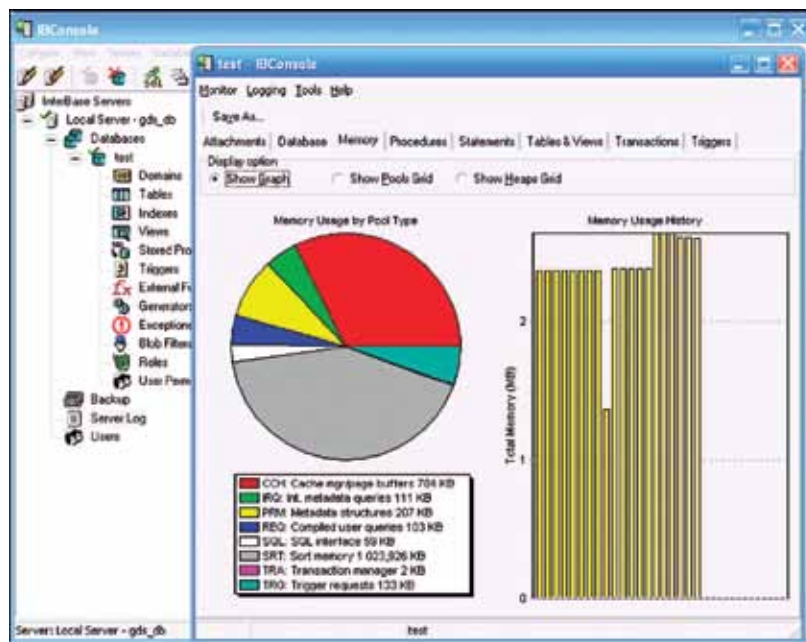 IBConsole
test - IBConsole
Monitor Logging Tools Help
Save As...
Attachments Database Memory Procedures Statements Tables & Views Transactions Triggers
Display option
Show Graph Show Pools Grid Show Heaps Grid
InterBase Servers
Local Server - gds_db
Databases
test
Domains
Tables
Indexes
Views
Stored Pro
Triggers
External Fu
Generators
Exceptions
Blob Filters
Roles
User Perm
Backup
Server Log
Users
Memory Usage by Pool Type
CCH: Cache mgr/page buffers 784 KB
IRQ: Int. metadata queries 111 KB
PRM: Metadata structures 207 KB
REQ: Compiled user queries 103 KB
SQL: SQL interface 59 KB
SRT: Sort memory 1 023,826 KB
TRA: Transaction manager 2 KB
TRG: Trigger requests 133 KB
Memory Usage History
Total Memory (MB)
2
1
0
Server: Local Server - gds_db
test